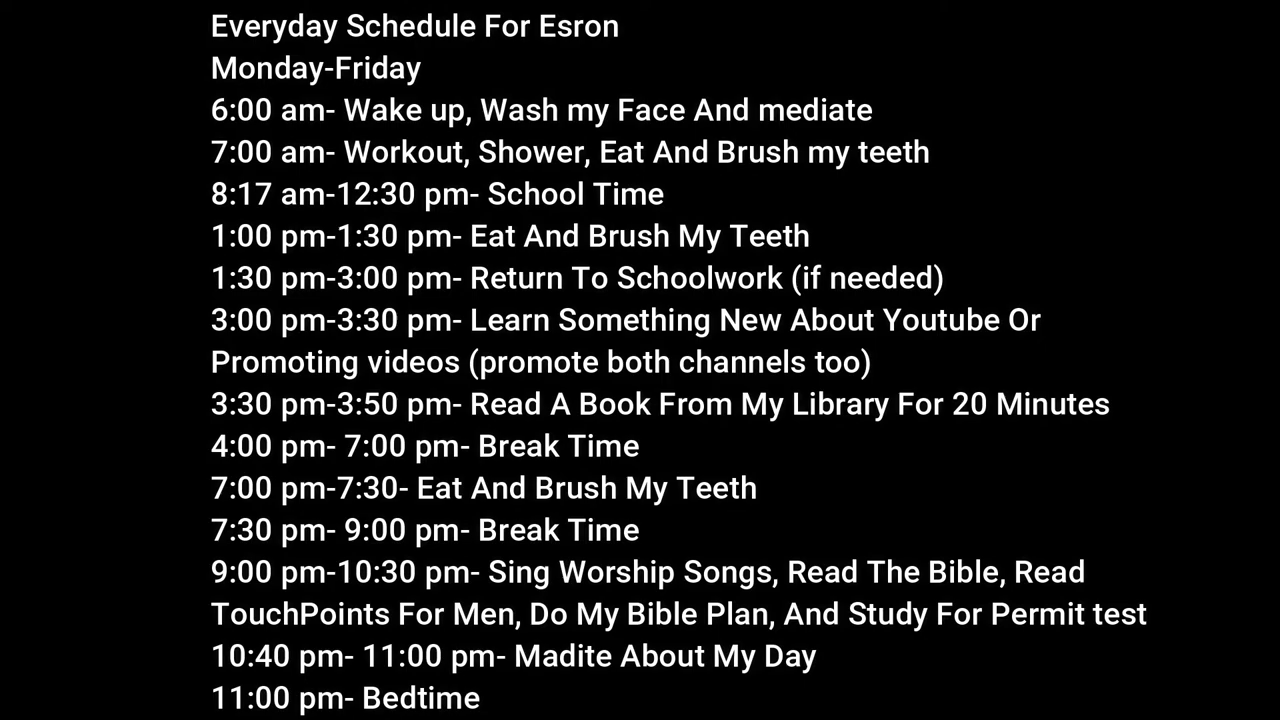 Everyday Schedule For Esron
Monday-Friday
6:00 am- Wake up, Wash my Face And mediate
7:00 am- Workout, Shower, Eat And Brush my teeth
8:17 am-12:30 pm- School Time
1:00 pm-1:30 pm- Eat And Brush My Teeth
1:30 pm-3:00 pm- Return To Schoolwork (if needed)
3:00 pm-3:30 pm- Learn Something New About Youtube Or
Promoting videos (promote both channels too)
3:30 pm-3:50 pm- Read A Book From My Library For 20 Minutes
4:00 pm- 7:00 pm- Break Time
7:00 pm-7:30- Eat And Brush My Teeth
7:30 pm- 9:00 pm- Break Time
9:00 pm-10:30 pm- Sing Worship Songs, Read The Bible, Read
TouchPoints For Men, Do My Bible Plan, And Study For Permit test
10:40 pm- 11:00 pm- Madite About My Day
11:00 pm- Bedtime